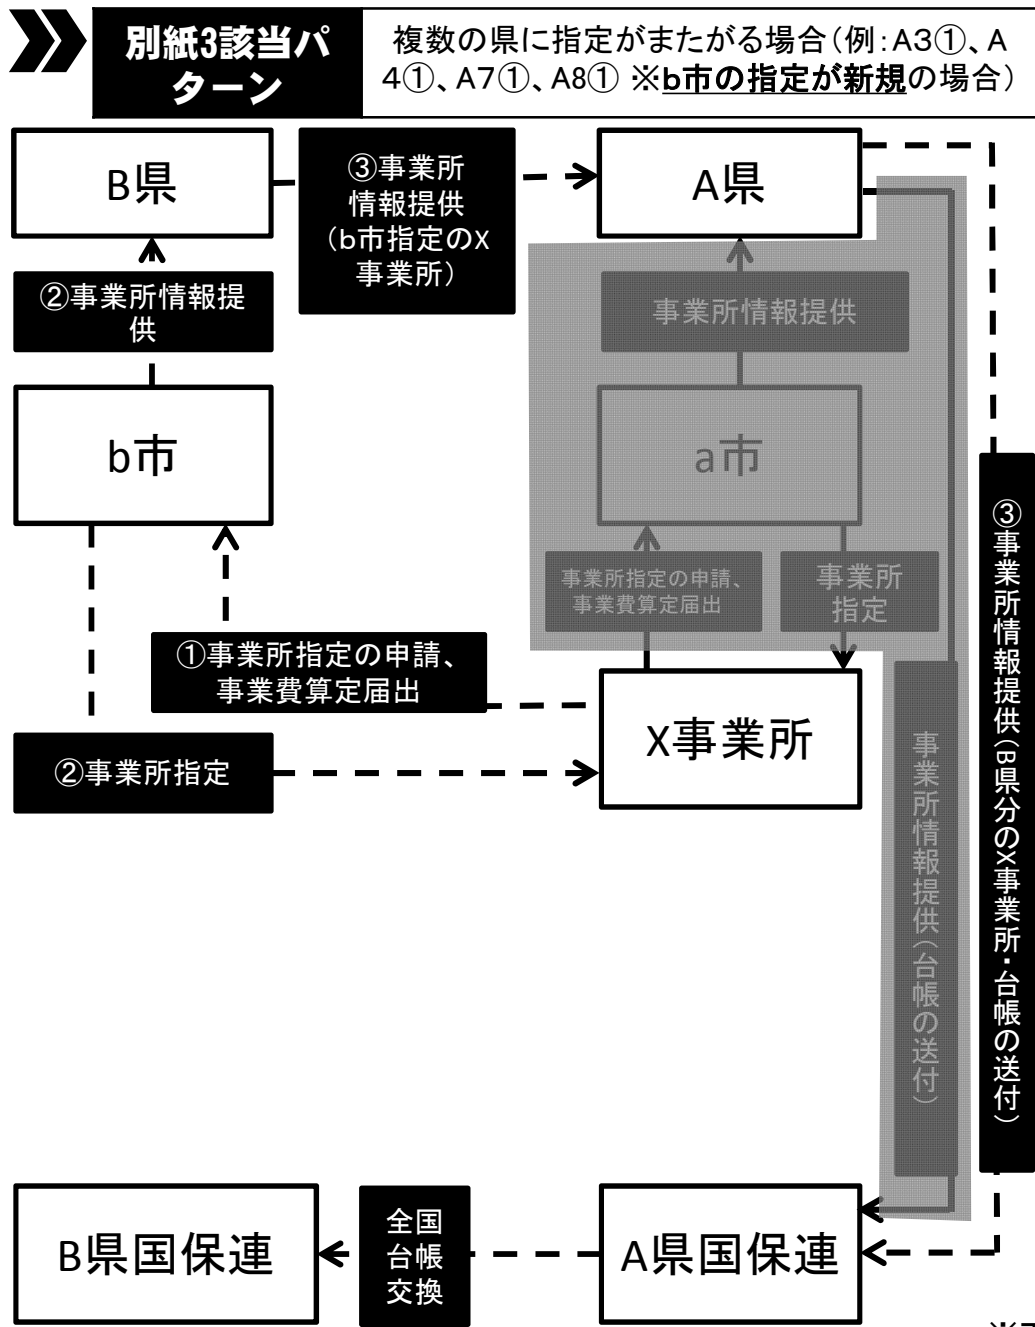 別紙3該当パ
ターン
複数の県に指定がまたがる場合（例：A3①、A
4①、A7①、A8① ※b市の指定が新規の場合）
B県
③事業所
情報提供
（b市指定のX
事業所）
A県
②事業所情報提
供
事業所情報提供
b市
a市
事業所指定の申請、
事業費算定届出
事業所
指定
①事業所指定の申請、
事業費算定届出
X事業所
②事業所指定
事業所情報提供（台帳の送付）
③事業所情報提供（B県分のX事業所・台帳の送付）
B県国保連
全国
台帳
交換
A県国保連